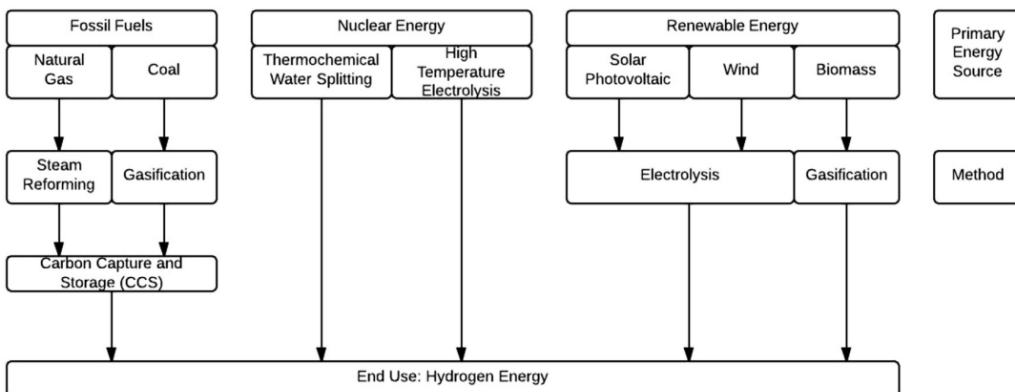 Fossil Fuels
Nuclear Energy
Renewable Energy
Primary
Energy
Source
Natural
Gas
Coal
Thermochemical
Water Splitting
High
Temperature
Electrolysis
Solar
Photovoltaic
Wind
Biomass
Steam
Reforming
Gasification
Electrolysis
Gasification
Method
Carbon Capture and
Storage (CCS)
End Use: Hydrogen Energy